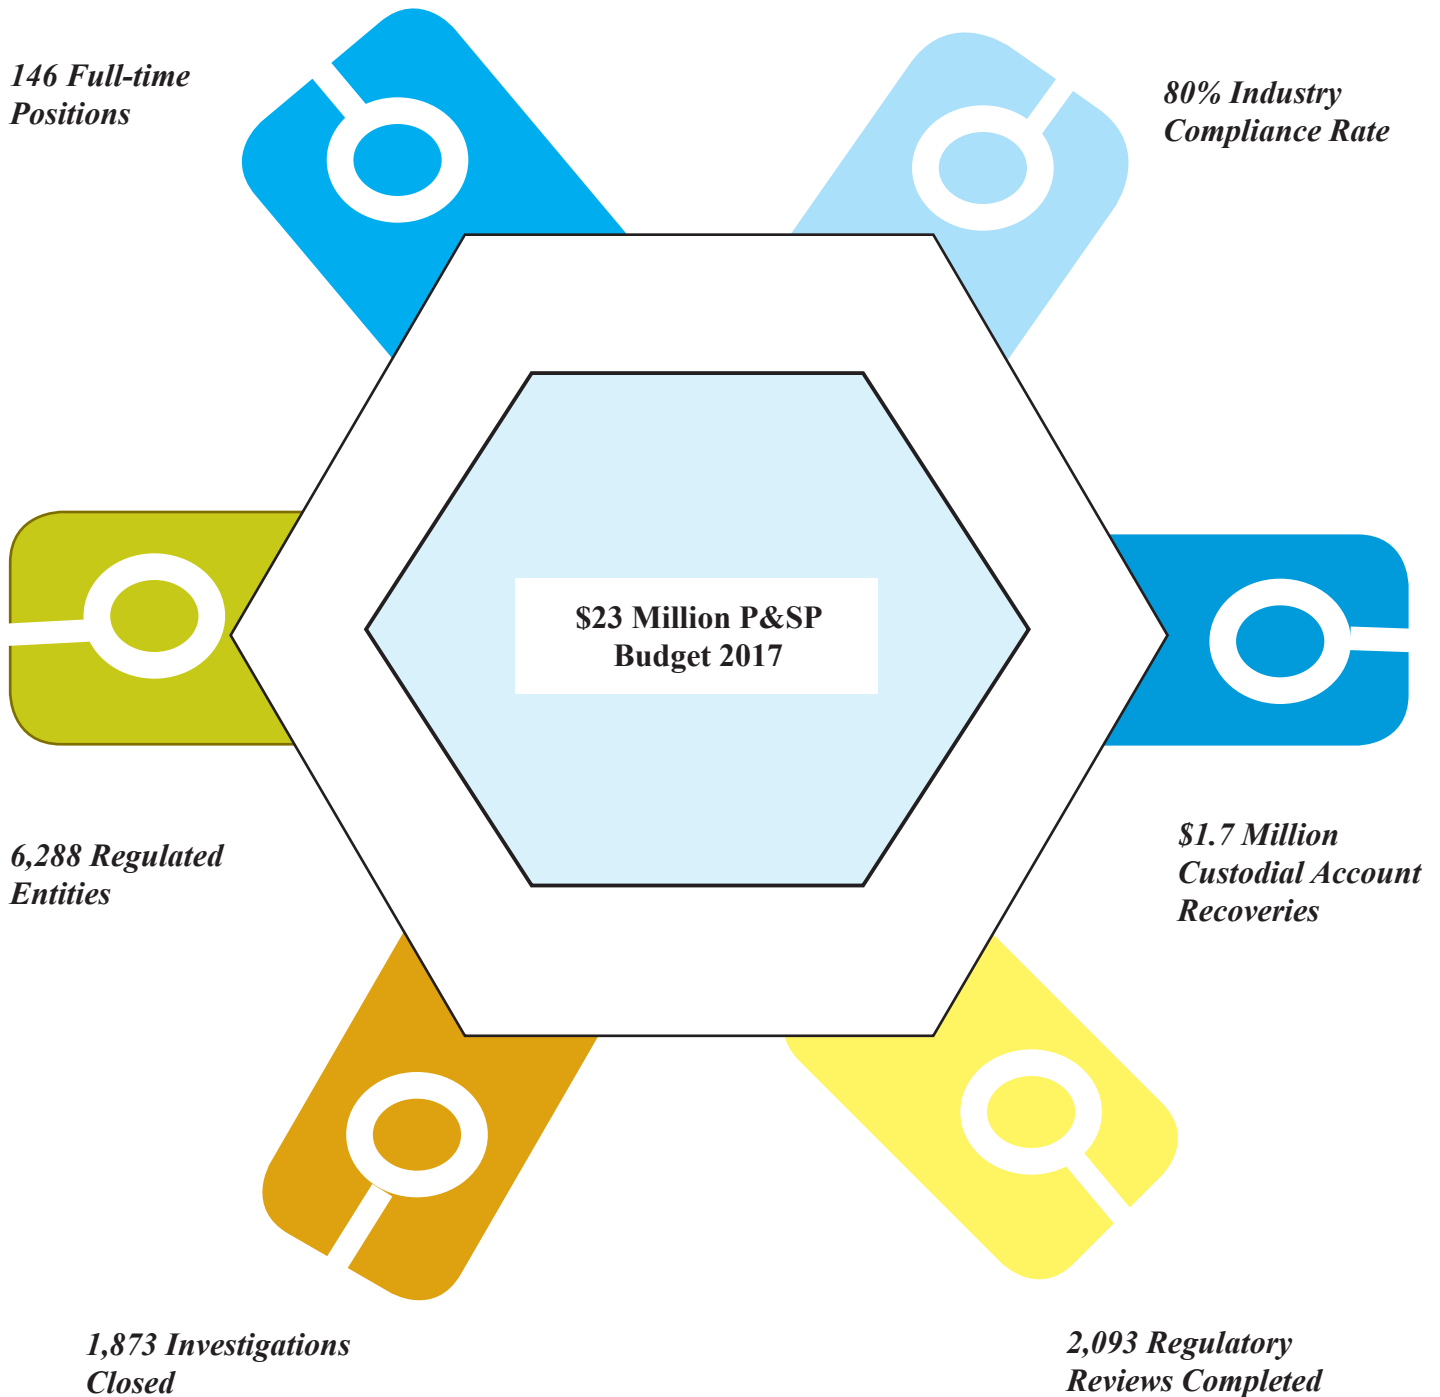 146 Full-time
Positions
80% Industry
Compliance Rate
$23 Million P&SP
Budget 2017
6,288 Regulated
Entities
$1.7 Million
Custodial Account
Recoveries
1,873 Investigations
Closed
2,093 Regulatory
Reviews Completed